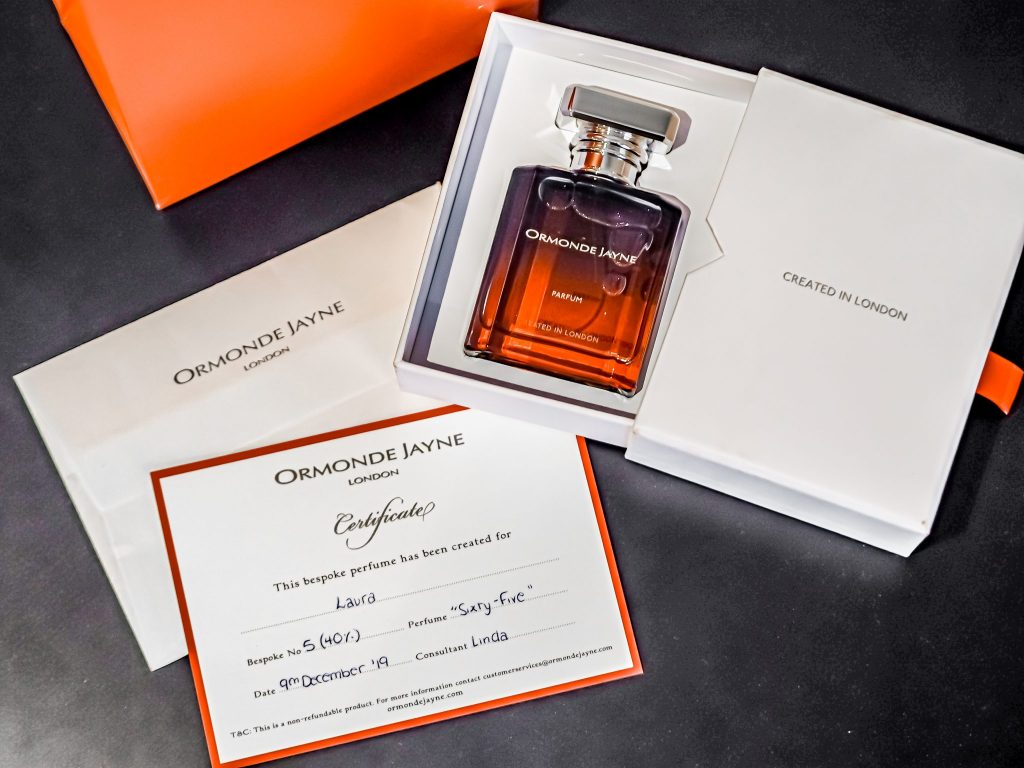 ORMONDE JAYNE
PARFUM
CREATED IN LONDON
CREATED IN LONDON
ORMONDE JAYNE
LONDON
ORMONDE JAYNE
LONDON
Certificate
This bespoke perfume has been created for
Laura
Bespoke No 5 (40%) Perfume "Sixty-Five"
Date 9th December '19 Consultant Linda
T&C: This is a non-refundable product. For more information contact customerservices@ormondejayne.com
ormondejayne.com